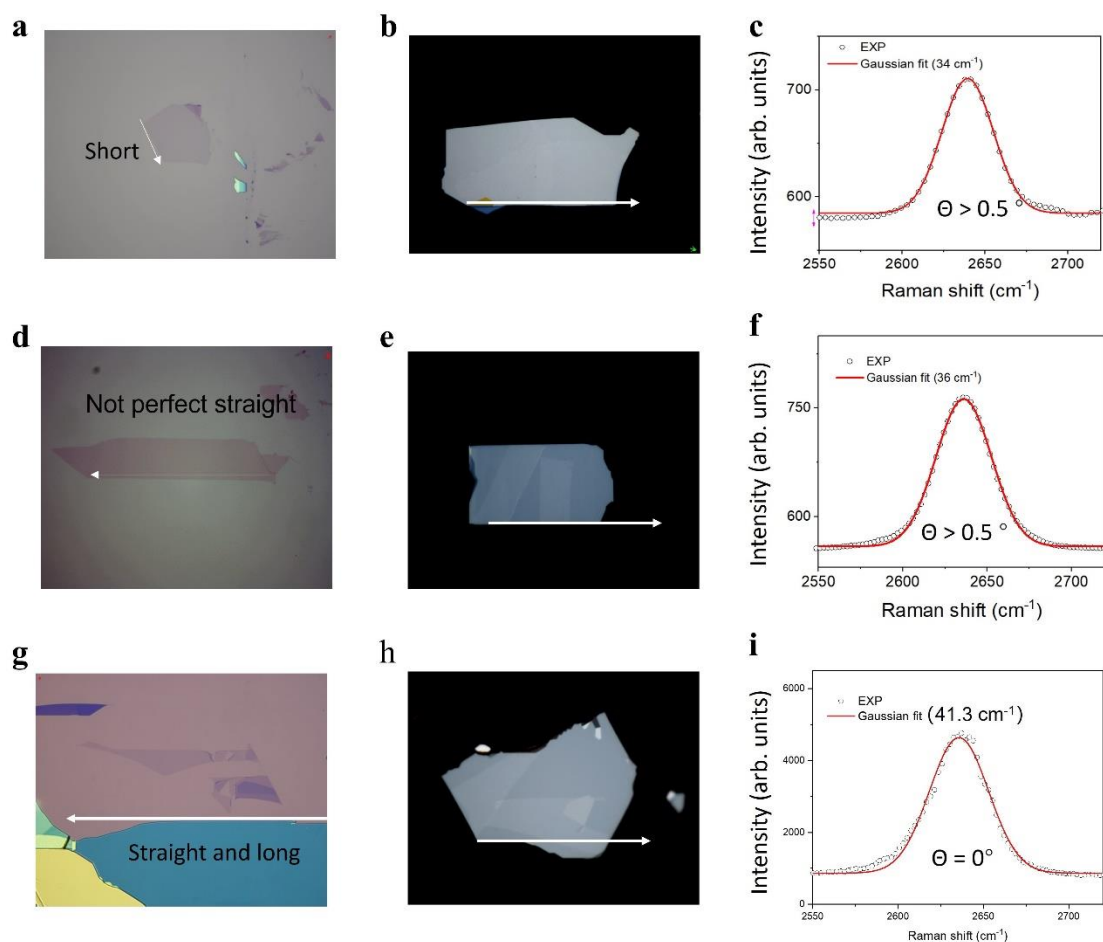 a
Short
b
c
EXP
Gaussian fit (34 cm⁻¹)
Intensity (arb. units)
700
600
Θ > 0.5 °
2550 2600 2650 2700
Raman shift (cm⁻¹)
d
Not perfect straight
e
f
EXP
Gaussian fit (36 cm⁻¹)
Intensity (arb. units)
750
600
Θ > 0.5 °
2550 2600 2650 2700
Raman shift (cm⁻¹)
g
Straight and long
h
i
EXP
Gaussian fit (41.3 cm⁻¹)
Intensity (arb. units)
6000
4000
2000
0
Θ = 0°
2550 2600 2650 2700
Raman shift (cm⁻¹)